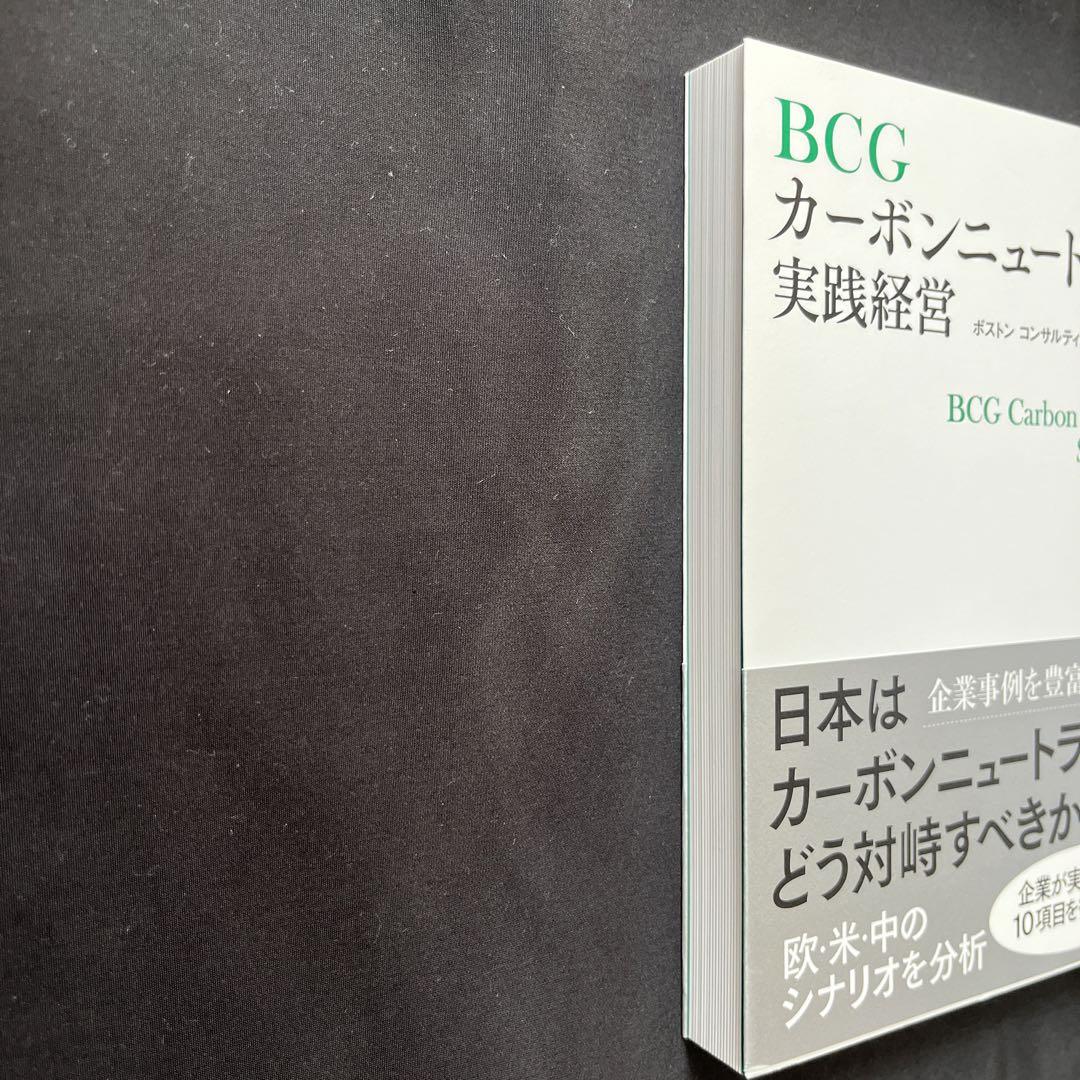 BCG
カーボンニュート
実践経営
ボストン コンサルティ
BCG Carbon
S
企業事例を豊富
日本は
カーボンニュートラ
どう対峙すべきか
企業が実
10項目を
欧・米・中の
シナリオを分析